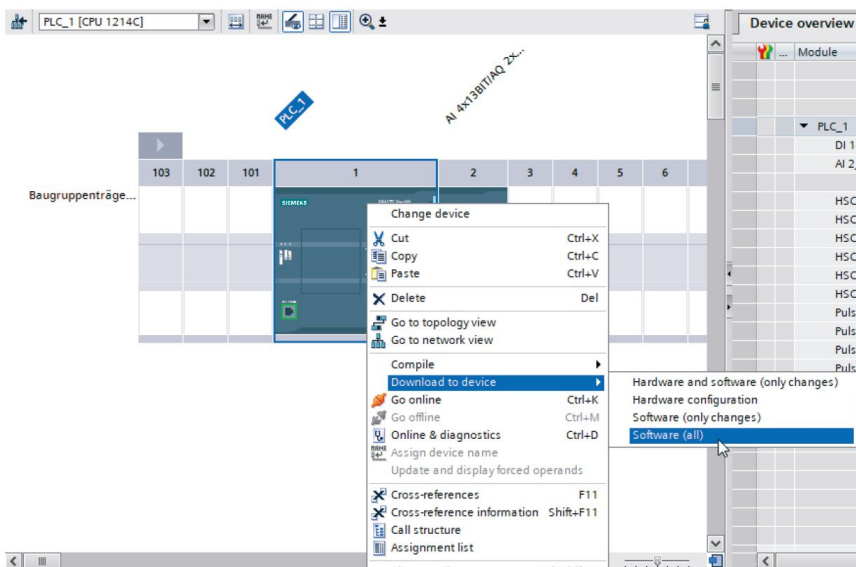 PLC_1 [CPU 1214C]
Device overview
... Module
PLC_1
AI 4x13BIT/AQ 2x...
PLC_1
DI 1
AI 2_
103 102 101 1 2 3 4 5 6
Baugruppenträge...
SIEMENS
Change device
Cut Ctrl+X
Copy Ctrl+C
Paste Ctrl+V
Delete Del
Go to topology view
Go to network view
Compile
Download to device
Go online Ctrl+K
Go offline Ctrl+M
Online & diagnostics Ctrl+D
Assign device name
Update and display forced operands
Cross-references F11
Cross-reference information Shift+F11
Call structure
Assignment list
Hardware and software (only changes)
Hardware configuration
Software (only changes)
Software (all)
HSC
HSC
HSC
HSC
HSC
HSC
Puls
Puls
Puls
Puls